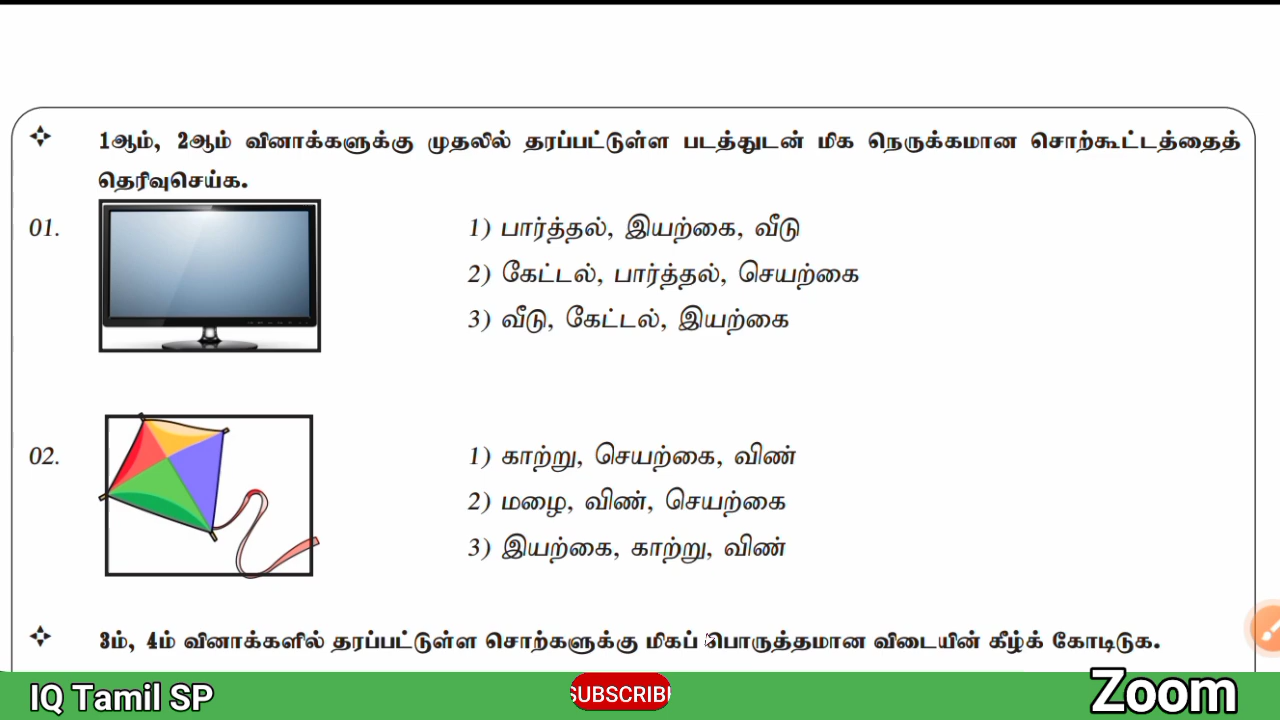 1ஆம், 2ஆம் வினாக்களுக்கு முதலில் தரப்பட்டுள்ள படத்துடன் மிக நெருக்கமான சொற்கூட்டத்தைத்
தெரிவுசெய்க.
01.
1) பார்த்தல், இயற்கை, வீடு
2) கேட்டல், பார்த்தல், செயற்கை
3) வீடு, கேட்டல், இயற்கை
02.
1) காற்று, செயற்கை, விண்
2) மழை, விண், செயற்கை
3) இயற்கை, காற்று, விண்
3ம், 4ம் வினாக்களில் தரப்பட்டுள்ள சொற்களுக்கு மிகப் பொருத்தமான விடையின் கீழ்க் கோடிடுக.
IQ Tamil SP
SUBSCRIB
Zoom